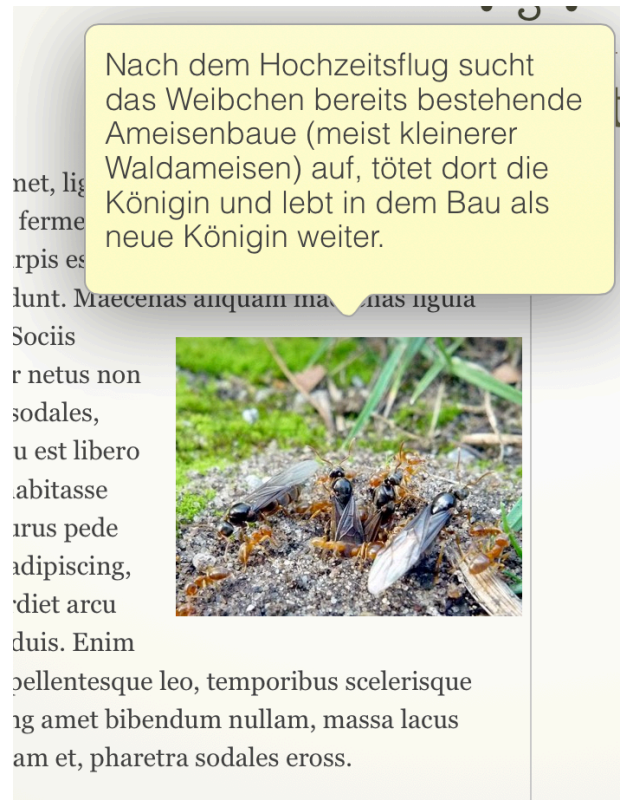 Nach dem Hochzeitsflug sucht
das Weibchen bereits bestehende
Ameisenbaue (meist kleinerer
Waldameisen) auf, tötet dort die
Königin und lebt in dem Bau als
neue Königin weiter.
met, lig
ferme
rpis es
dunt. Maecenas aliquam ligula
Sociis
r netus non
sodales,
u est libero
abitasse
urus pede
adipiscing,
rdiet arcu
duis. Enim
pellentesque leo, temporibus scelerisque
ng amet bibendum nullam, massa lacus
am et, pharetra sodales eross.